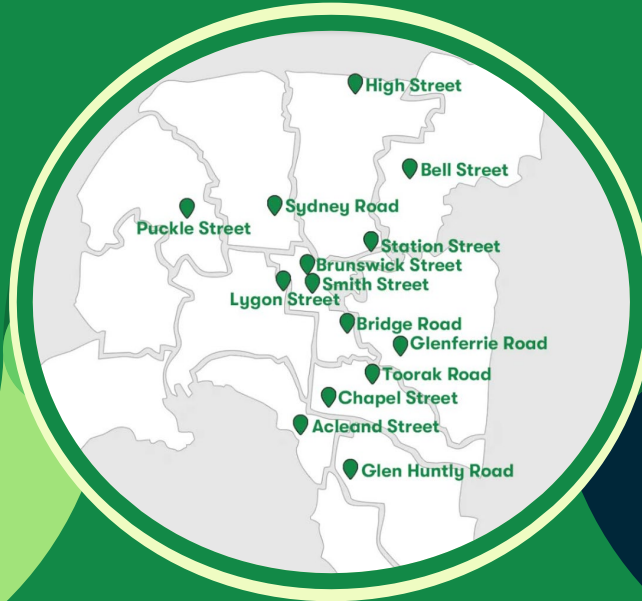 High Street
Bell Street
Sydney Road
Puckle Street
Station Street
Brunswick Street
Smith Street
Lygon Street
Bridge Road
Glenferrie Road
Toorak Road
Chapel Street
Acleand Street
Glen Huntly Road